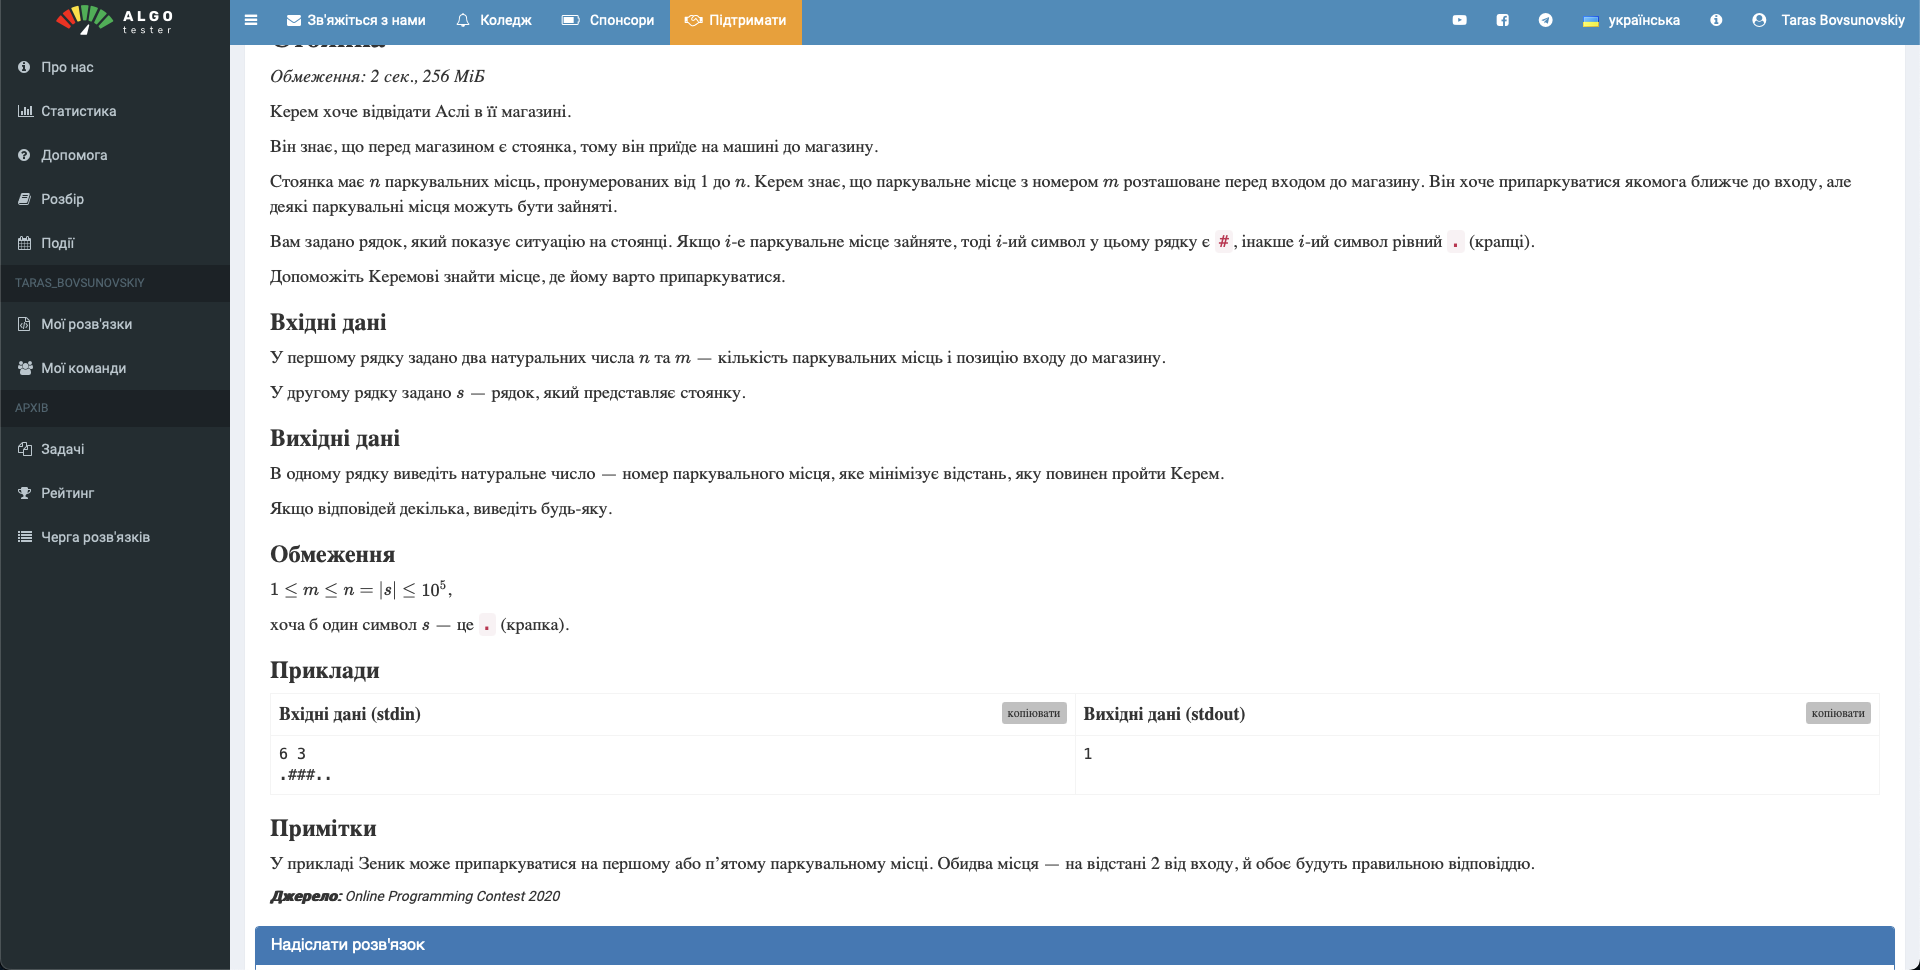 ALGO
tester
Зв'яжіться з нами
Коледж
Спонсори
Підтримати
українська
Taras Bovsunovskiy
Про нас
Статистика
Допомога
Розбір
Події
TARAS_BOVSUNOVSKIY
Мої розв'язки
Мої команди
АРХІВ
Задачі
Рейтинг
Черга розв'язків
Стоянка
Обмеження: 2 сек., 256 МіБ
Керем хоче відвідати Аслі в її магазині.
Він знає, що перед магазином є стоянка, тому він приїде на машині до магазину.
Стоянка має n паркувальних місць, пронумерованих від 1 до n. Керем знає, що паркувальне місце з номером m розташоване перед входом до магазину. Він хоче припаркуватися якомога ближче до входу, але
деякі паркувальні місця можуть бути зайняті.
Вам задано рядок, який показує ситуацію на стоянці. Якщо i-е паркувальне місце зайняте, тоді i-ий символ у цьому рядку є #, інакше i-ий символ рівний . (крапці).
Допоможіть Керемові знайти місце, де йому варто припаркуватися.
Вхідні дані
У першому рядку задано два натуральних числа n та m — кількість паркувальних місць і позицію входу до магазину.
У другому рядку задано s — рядок, який представляє стоянку.
Вихідні дані
В одному рядку виведіть натуральне число — номер паркувального місця, яке мінімізує відстань, яку повинен пройти Керем.
Якщо відповідей декілька, виведіть будь-яку.
Обмеження
1 ≤ m ≤ n = |s| ≤ 10⁵,
хоча б один символ s — це . (крапка).
Приклади
Вхідні дані (stdin) копіювати Вихідні дані (stdout) копіювати
6 3 1
.###..
Примітки
У прикладі Зеник може припаркуватися на першому або п’ятому паркувальному місці. Обидва місця — на відстані 2 від входу, й обоє будуть правильною відповіддю.
Джерело: Online Programming Contest 2020
Надіслати розв'язок